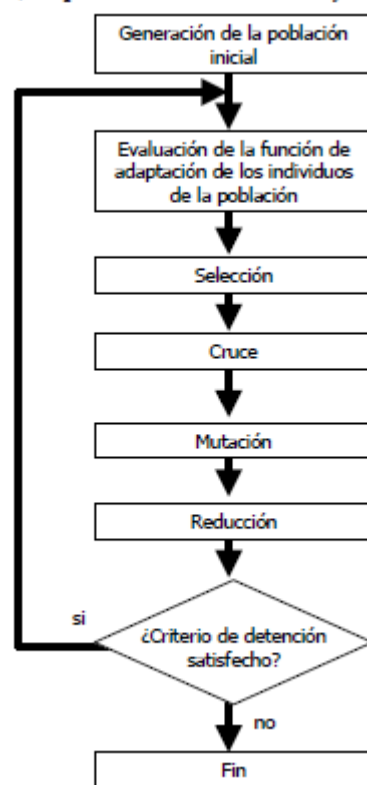 Generación de la población
inicial
Evaluación de la función de
adaptación de los individuos
de la población
Selección
Cruce
Mutación
Reducción
si
¿Criterio de detención
satisfecho?
no
Fin